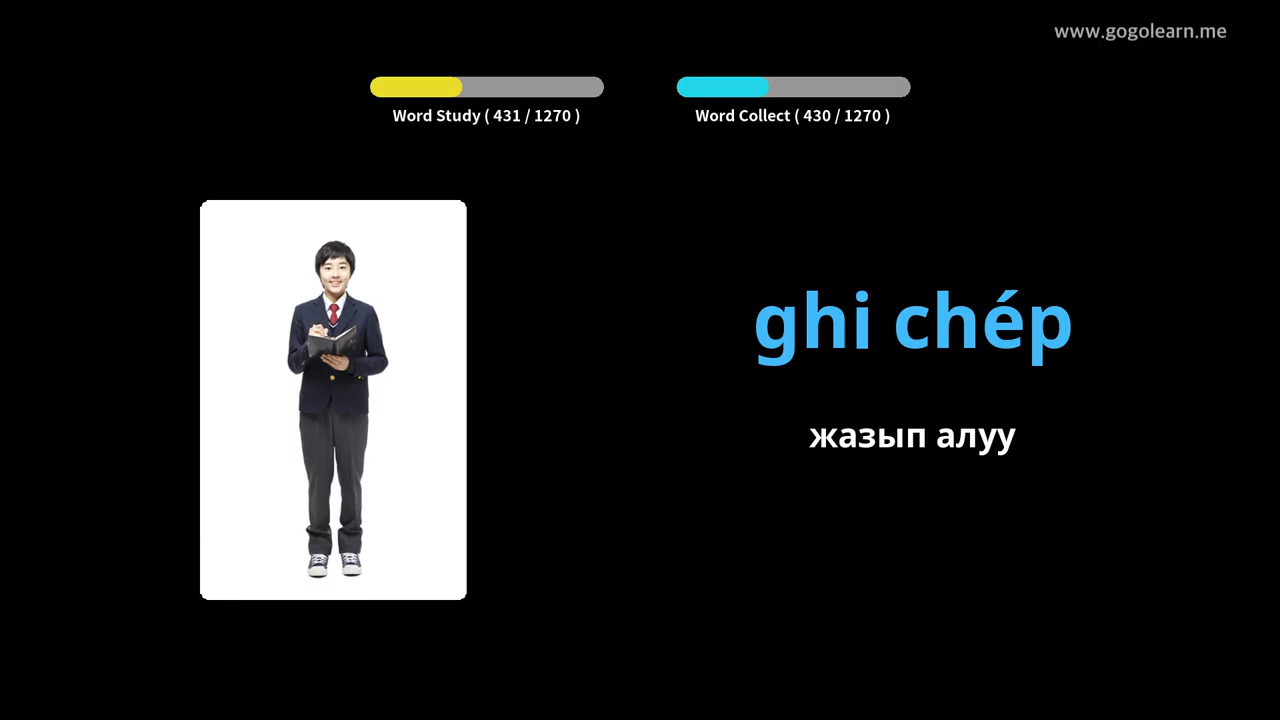 www.gogolearn.me
Word Study ( 431 / 1270 )
Word Collect ( 430 / 1270 )
ghi chép
жазып алуу